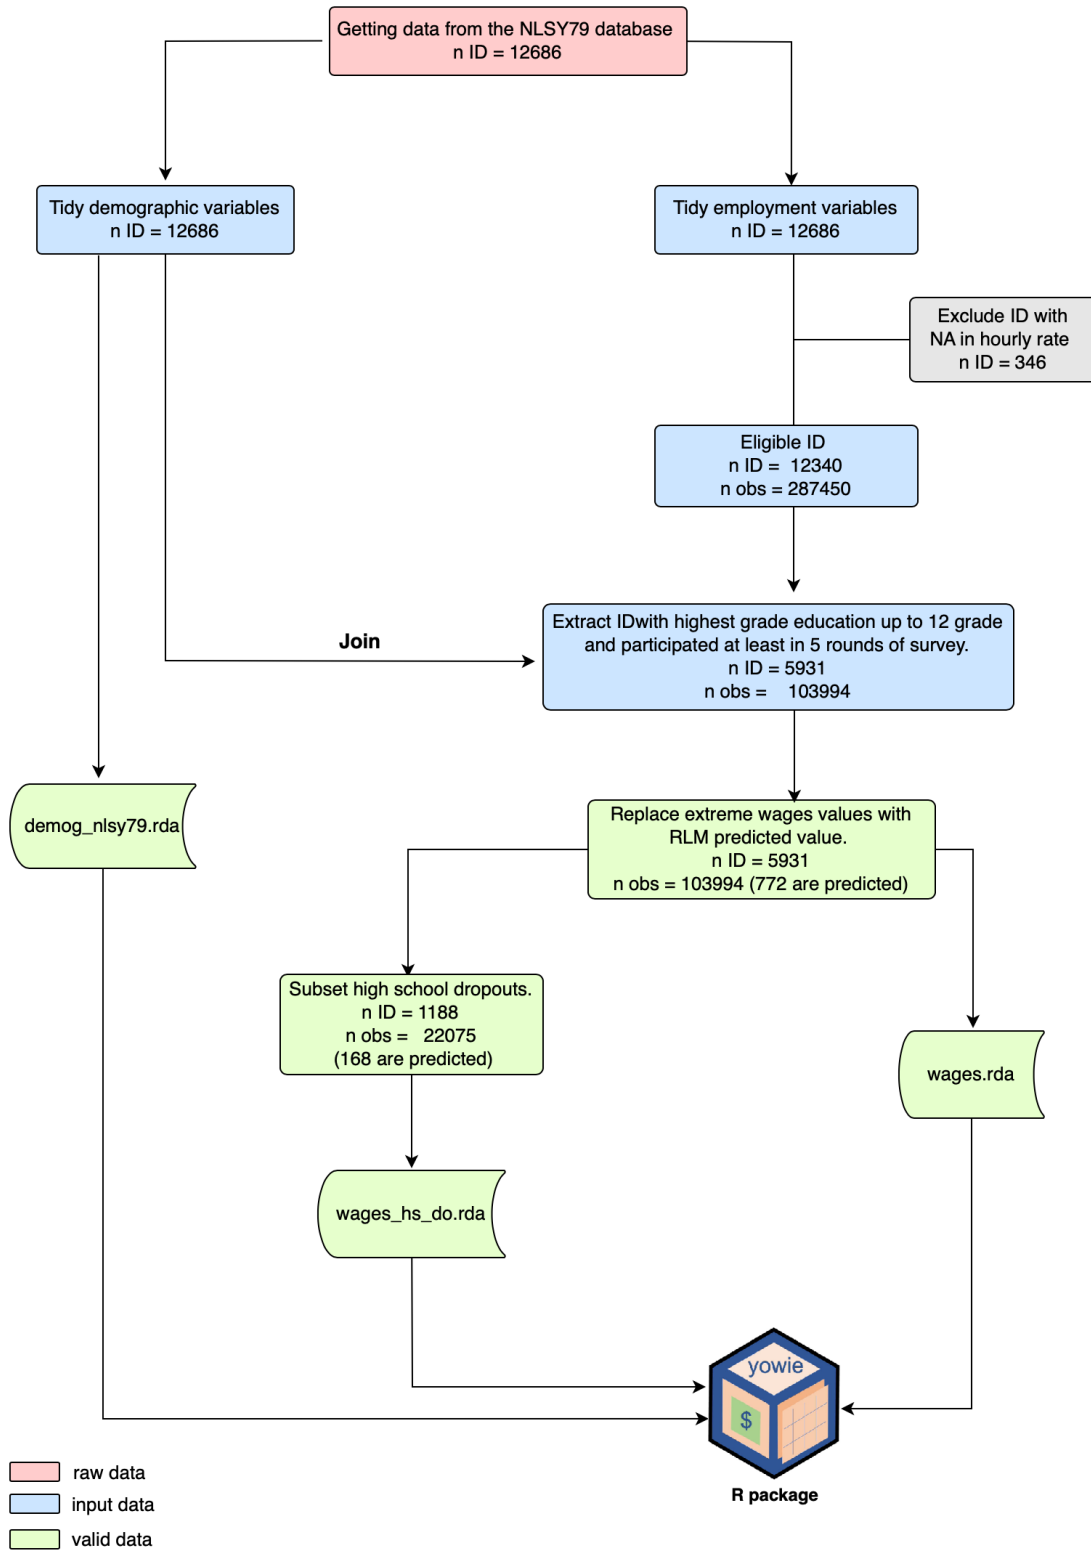 Getting data from the NLSY79 database
n ID = 12686
Tidy demographic variables
n ID = 12686
Tidy employment variables
n ID = 12686
Exclude ID with
NA in hourly rate
n ID = 346
Eligible ID
n ID = 12340
n obs = 287450
Extract IDwith highest grade education up to 12 grade
and participated at least in 5 rounds of survey.
n ID = 5931
n obs = 103994
Join
Replace extreme wages values with
RLM predicted value.
n ID = 5931
n obs = 103994 (772 are predicted)
demog_nlsy79.rda
Subset high school dropouts.
n ID = 1188
n obs = 22075
(168 are predicted)
wages.rda
wages_hs_do.rda
yowie
$
R package
raw data
input data
valid data